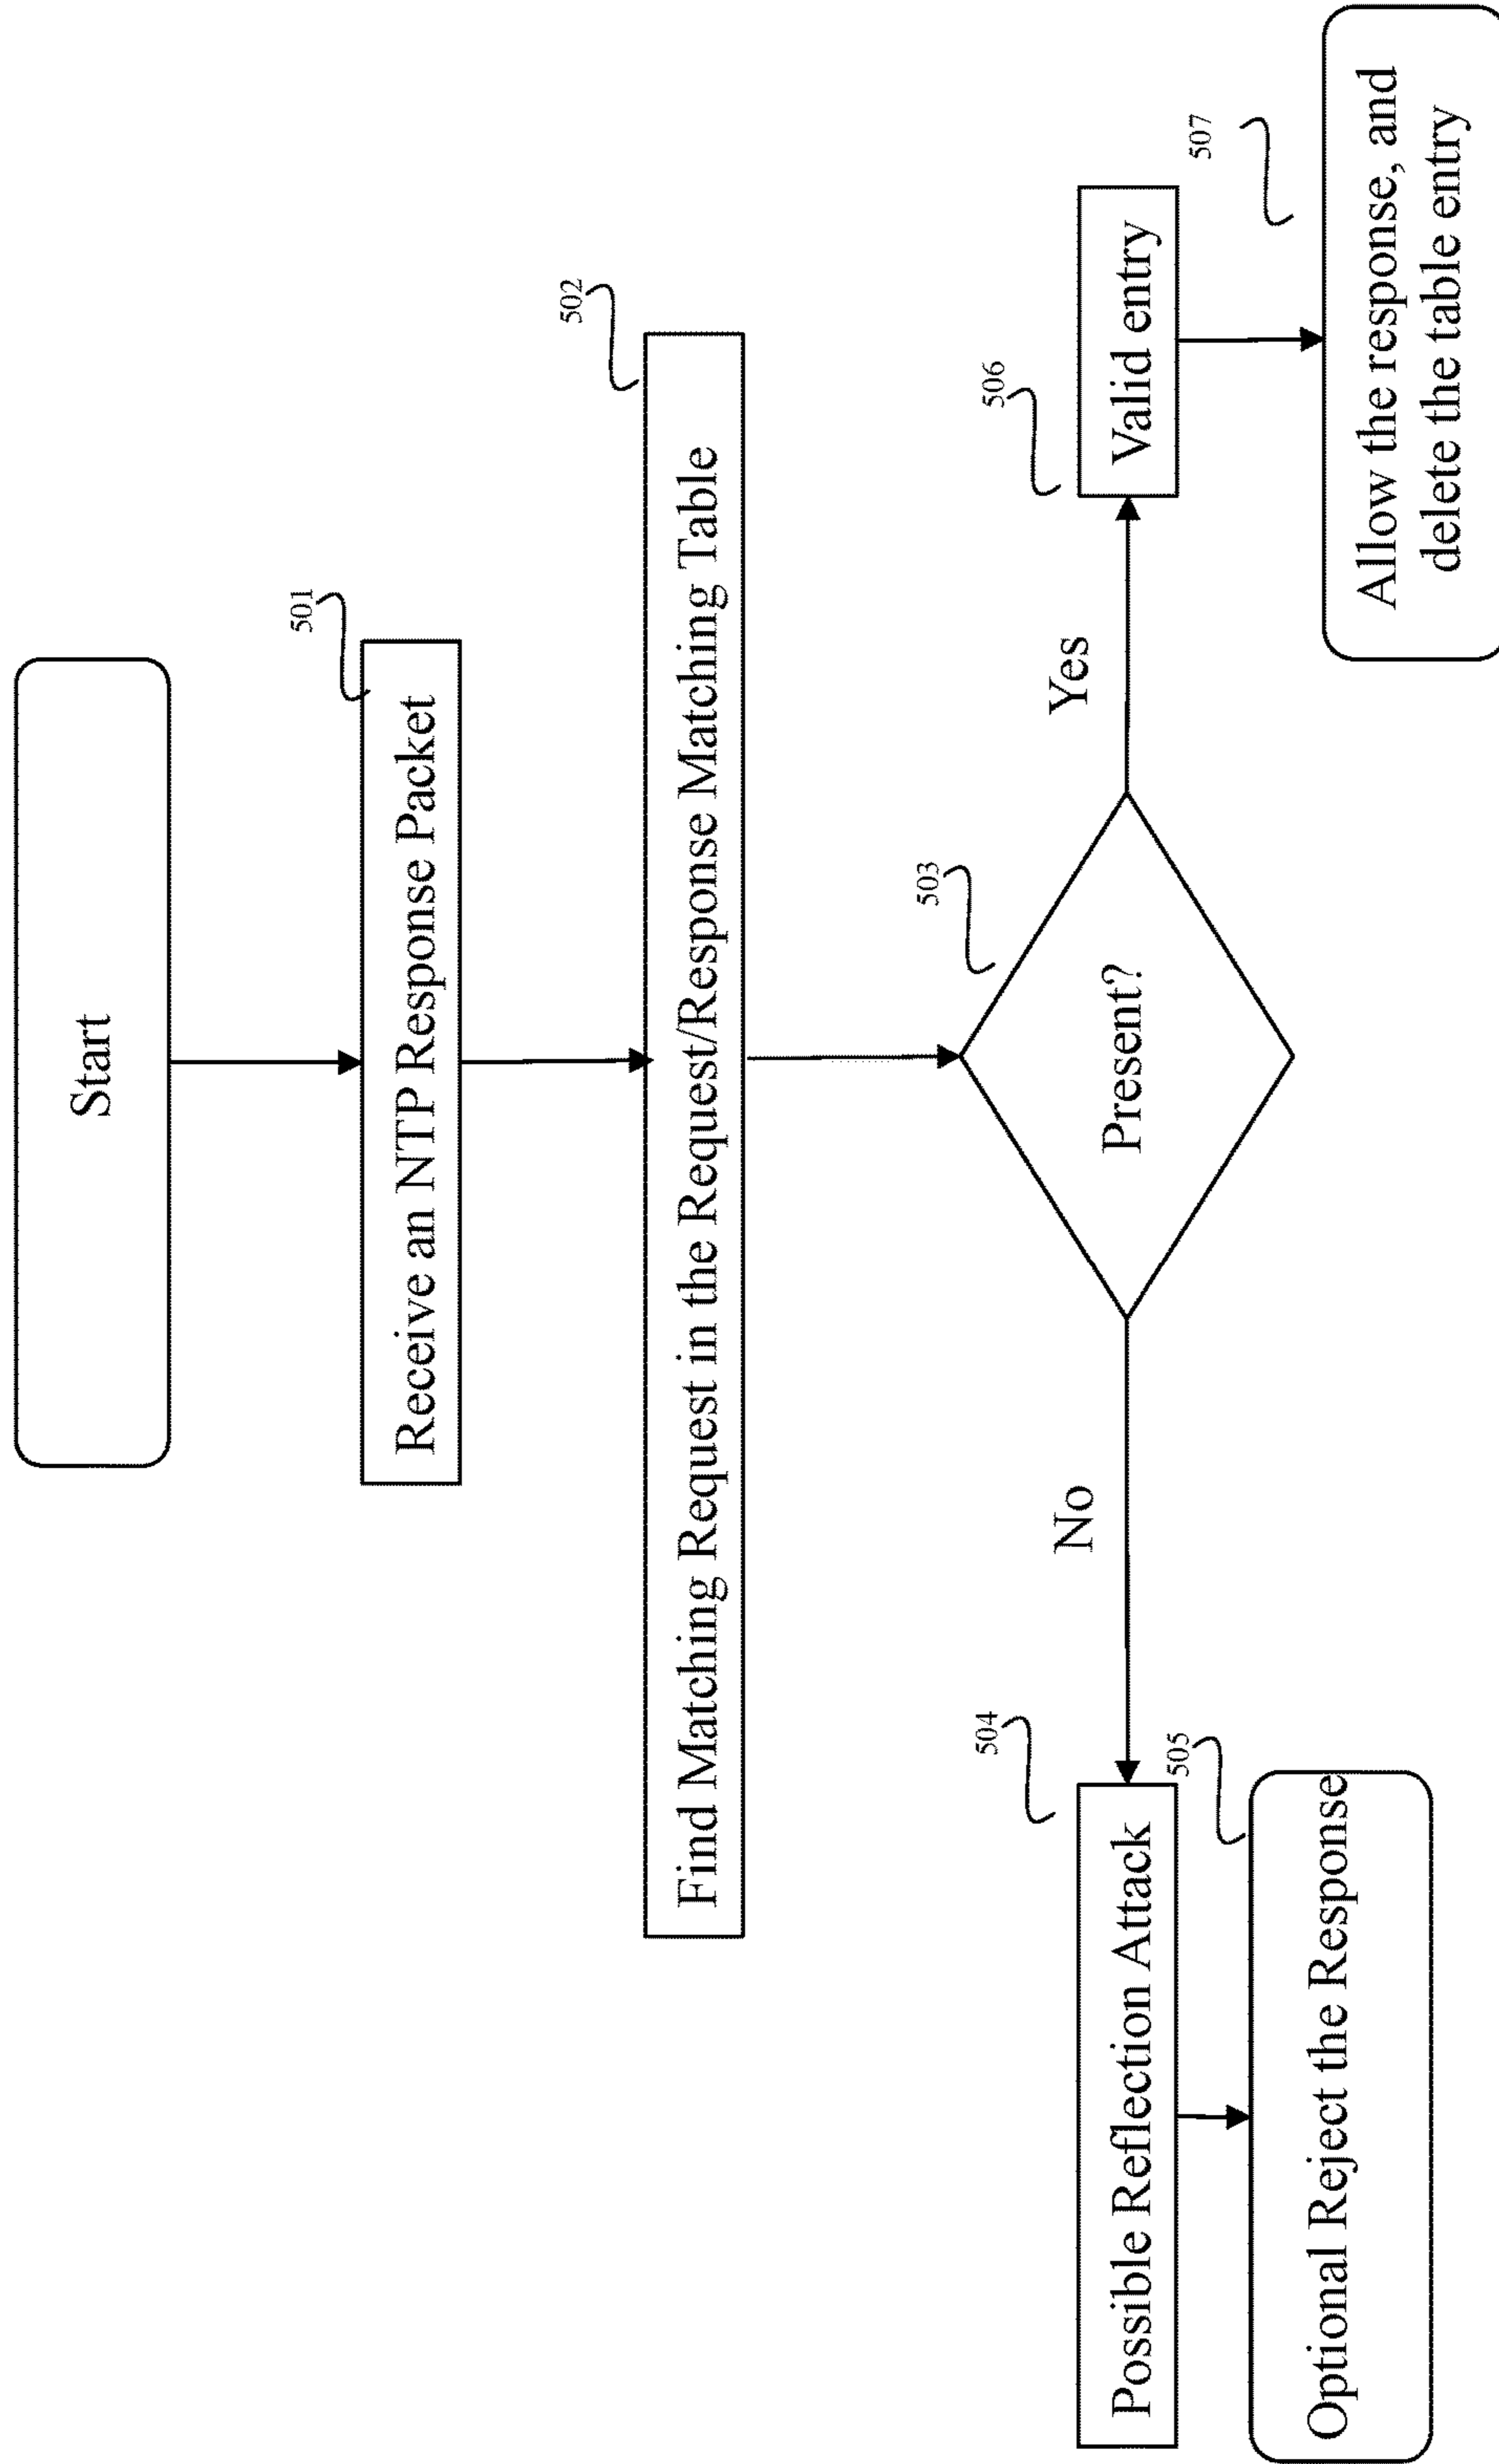 Start
501
Receive an NTP Response Packet
502
Find Matching Request in the Request/Response Matching Table
503
Present?
No
Yes
504
Possible Reflection Attack
505
Optional Reject the Response
506
Valid entry
507
Allow the response, and
delete the table entry